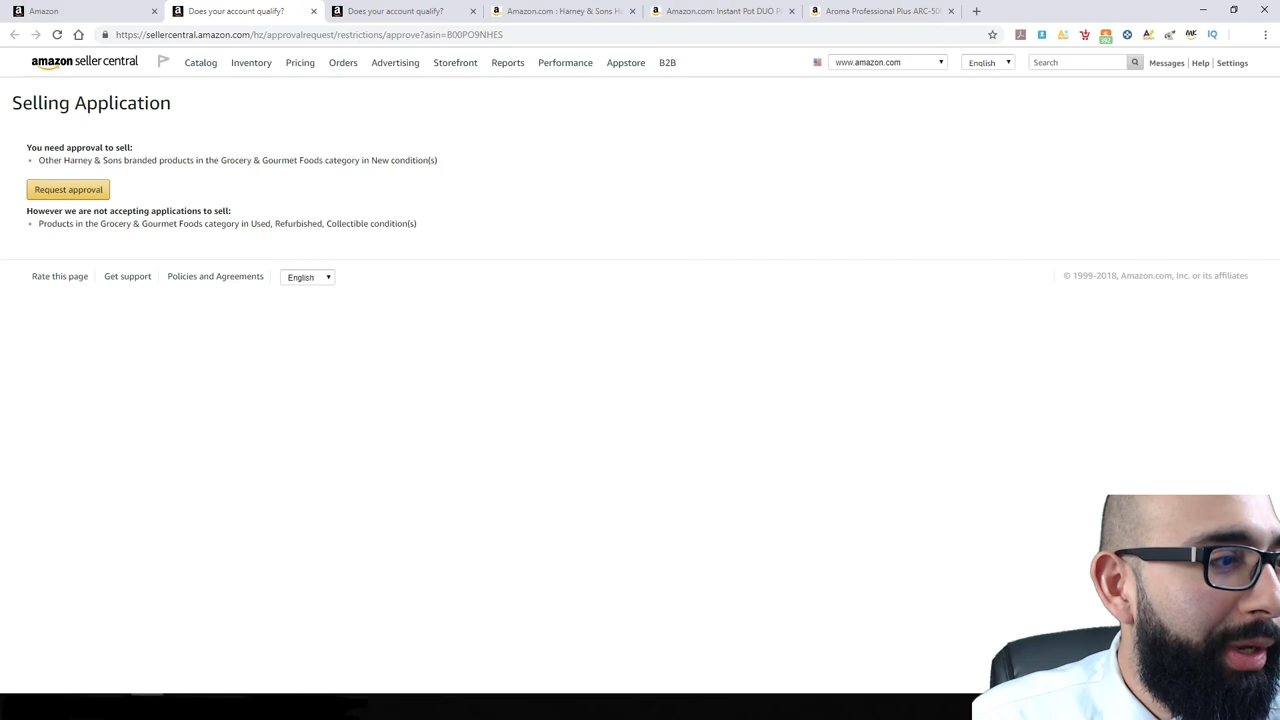 Amazon
Does your account qualify?
Does your account qualify?
Amazon.com : Harney & Sons H
Amazon.com: Instant Pot DUO P
Aroma Professional Plus ARC-50
https://sellercentral.amazon.com/hz/approvalrequest/restrictions/approve?asin=B00PO9NHES
amazon seller central
Catalog Inventory Pricing Orders Advertising Storefront Reports Performance Appstore B2B
www.amazon.com English Search Messages | Help | Settings
Selling Application
You need approval to sell:
Other Harney & Sons branded products in the Grocery & Gourmet Foods category in New condition(s)
Request approval
However we are not accepting applications to sell:
Products in the Grocery & Gourmet Foods category in Used, Refurbished, Collectible condition(s)
Rate this page Get support Policies and Agreements English
© 1999-2018, Amazon.com, Inc. or its affiliates